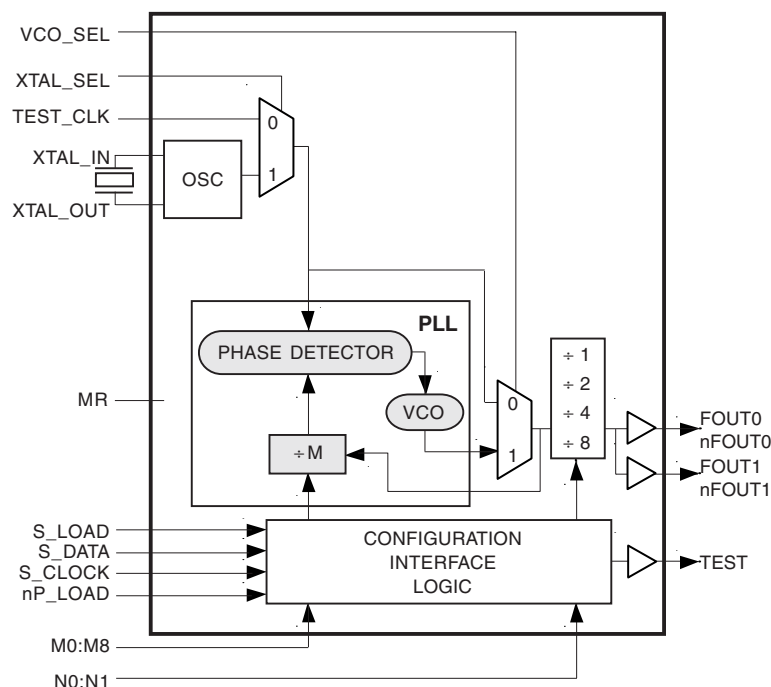 VCO_SEL
XTAL_SEL
TEST_CLK
0
XTAL_IN
OSC
1
XTAL_OUT
PLL
PHASE DETECTOR
÷ 1
÷ 2
÷ 4
÷ 8
MR
VCO
0
1
FOUT0
nFOUT0
FOUT1
nFOUT1
÷M
S_LOAD
S_DATA
S_CLOCK
nP_LOAD
CONFIGURATION
INTERFACE
LOGIC
TEST
M0:M8
N0:N1